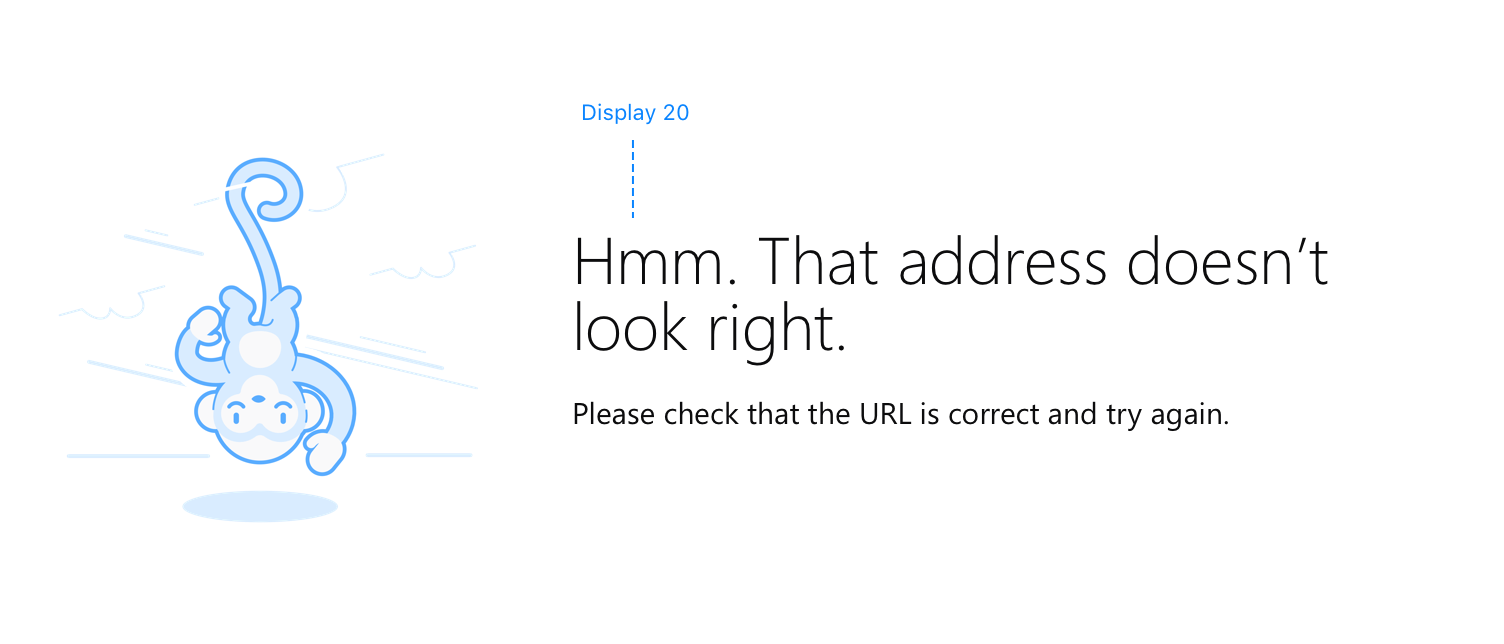 Display 20
Hmm. That address doesn’t
look right.
Please check that the URL is correct and try again.